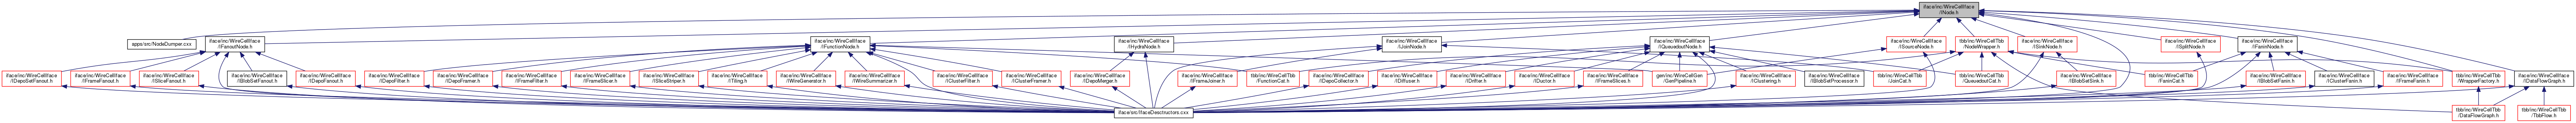 iface/inc/WireCellIface
/INode.h
apps/src/NodeDumper.cxx
iface/inc/WireCellIface
/IFanoutNode.h
iface/inc/WireCellIface
/IFunctionNode.h
iface/inc/WireCellIface
/IHydraNode.h
iface/inc/WireCellIface
/IJoinNode.h
iface/inc/WireCellIface
/IQueuedoutNode.h
iface/inc/WireCellIface
/ISourceNode.h
tbb/inc/WireCellTbb
/NodeWrapper.h
iface/inc/WireCellIface
/ISinkNode.h
iface/inc/WireCellIface
/ISplitNode.h
iface/inc/WireCellIface
/IFaninNode.h
iface/inc/WireCellIface
/IDepoSetFanout.h
iface/inc/WireCellIface
/IFrameFanout.h
iface/inc/WireCellIface
/ISliceFanout.h
iface/inc/WireCellIface
/IBlobSetFanout.h
iface/inc/WireCellIface
/IDepoFanout.h
iface/inc/WireCellIface
/IDepoFilter.h
iface/inc/WireCellIface
/IDepoFramer.h
iface/inc/WireCellIface
/IFrameFilter.h
iface/inc/WireCellIface
/IFrameSlicer.h
iface/inc/WireCellIface
/ISliceStriper.h
iface/inc/WireCellIface
/ITiling.h
iface/inc/WireCellIface
/IWireGenerator.h
iface/inc/WireCellIface
/IWireSummarizer.h
iface/inc/WireCellIface
/IClusterFilter.h
iface/inc/WireCellIface
/IClusterFramer.h
iface/inc/WireCellIface
/IDepoMerger.h
iface/inc/WireCellIface
/IFrameJoiner.h
tbb/inc/WireCellTbb
/FunctionCat.h
iface/inc/WireCellIface
/IDepoCollector.h
iface/inc/WireCellIface
/IDiffuser.h
iface/inc/WireCellIface
/IDrifter.h
iface/inc/WireCellIface
/IDuctor.h
iface/inc/WireCellIface
/IFrameSlices.h
gen/inc/WireCellGen
/GenPipeline.h
iface/inc/WireCellIface
/IClustering.h
iface/inc/WireCellIface
/IBlobSetProcessor.h
tbb/inc/WireCellTbb
/JoinCat.h
tbb/inc/WireCellTbb
/QueuedoutCat.h
iface/inc/WireCellIface
/IBlobSetSink.h
tbb/inc/WireCellTbb
/FaninCat.h
iface/inc/WireCellIface
/IBlobSetFanin.h
iface/inc/WireCellIface
/IClusterFanin.h
iface/inc/WireCellIface
/IFrameFanin.h
tbb/inc/WireCellTbb
/WrapperFactory.h
iface/inc/WireCellIface
/IDataFlowGraph.h
iface/src/IfaceDesctructors.cxx
tbb/inc/WireCellTbb
/DataFlowGraph.h
tbb/inc/WireCellTbb
/TbbFlow.h